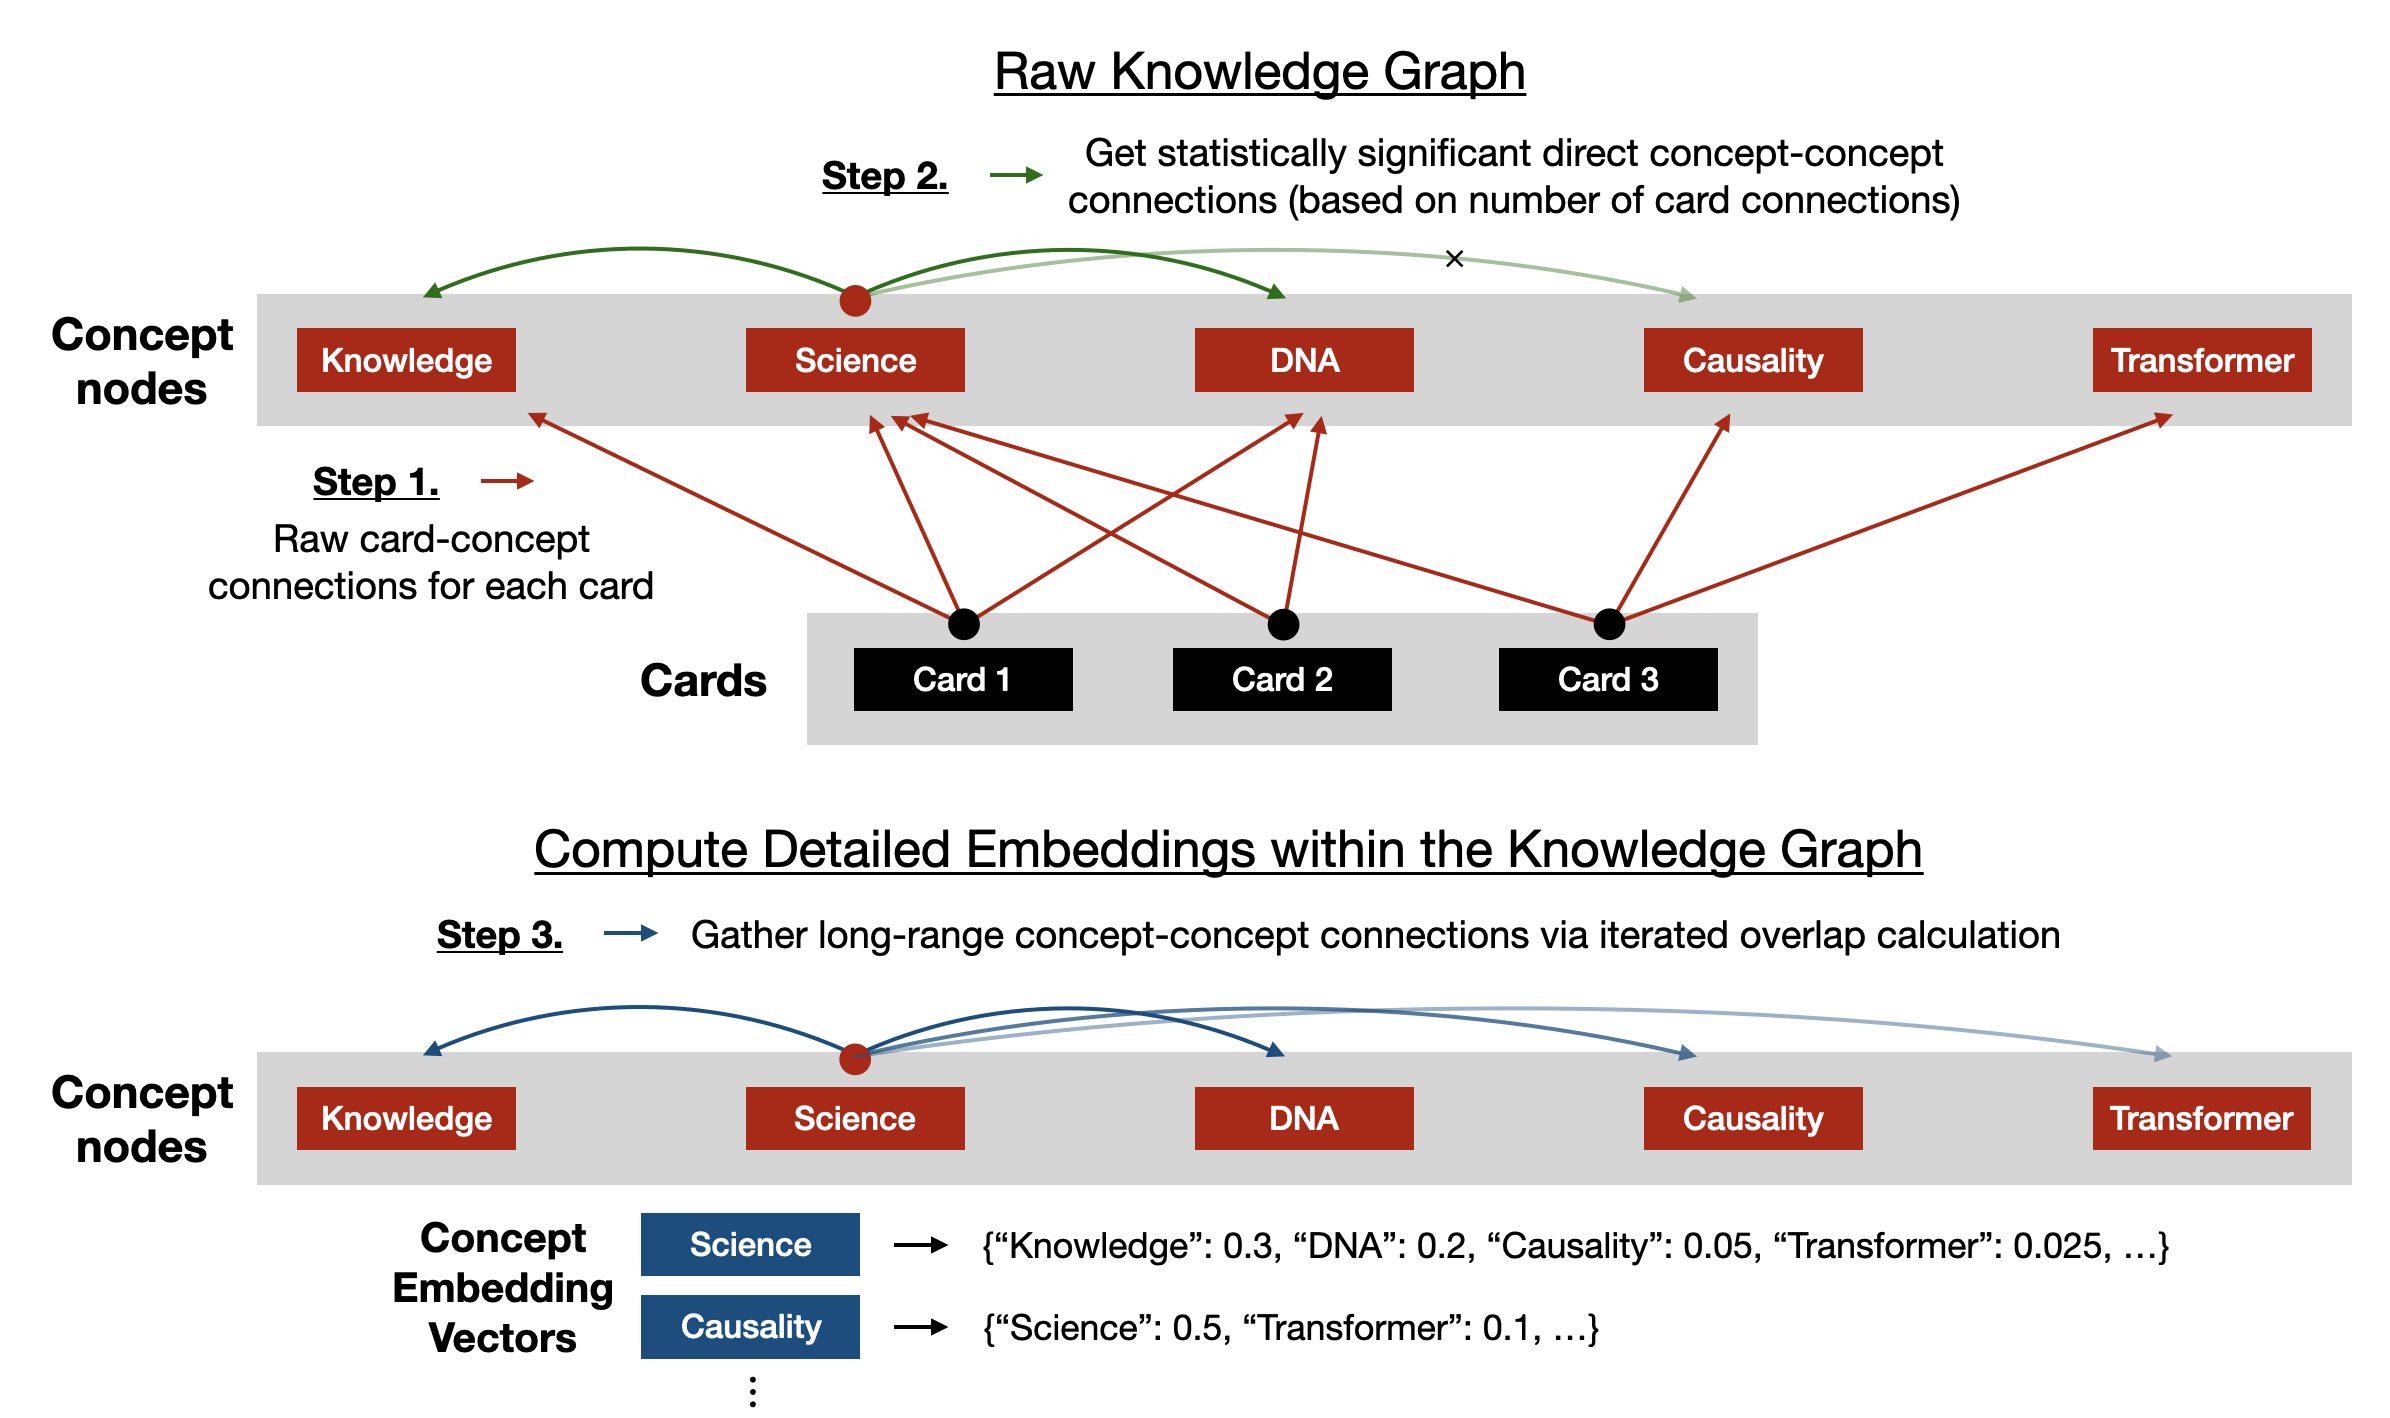 Raw Knowledge Graph
Step 2.
Get statistically significant direct concept-concept
connections (based on number of card connections)
Concept
nodes
Knowledge
Science
DNA
Causality
Transformer
Step 1.
Raw card-concept
connections for each card
Cards
Card 1
Card 2
Card 3
Compute Detailed Embeddings within the Knowledge Graph
Step 3.
Gather long-range concept-concept connections via iterated overlap calculation
Concept
nodes
Knowledge
Science
DNA
Causality
Transformer
Concept
Embedding
Vectors
Science
{“Knowledge”: 0.3, “DNA”: 0.2, “Causality”: 0.05, “Transformer”: 0.025, …}
Causality
{“Science”: 0.5, “Transformer”: 0.1, …}
⋮